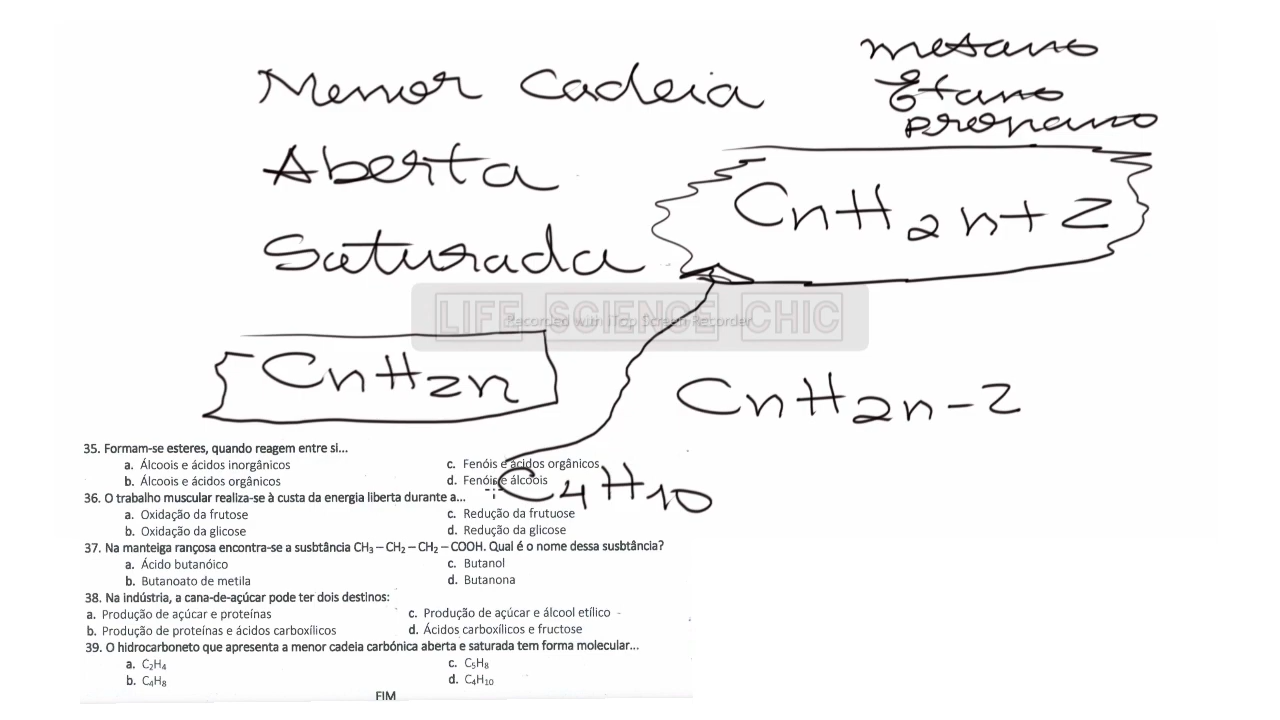 metano
Menor Cadeia
Etano
propano
Aberta
CnH2n+2
Saturada
LIFE SCIENCE CHIC
Recorded with iTop Screen Recorder
CnH2n
CnH2n-2
35. Formam-se esteres, quando reagem entre si...
a. Álcoois e ácidos inorgânicos
c. Fenóis e ácidos orgânicos
b. Álcoois e ácidos orgânicos
d. Fenóis e álcoois
C4H10
36. O trabalho muscular realiza-se à custa da energia liberta durante a...
a. Oxidação da frutose
c. Redução da frutuose
b. Oxidação da glicose
d. Redução da glicose
37. Na manteiga rançosa encontra-se a susbtância CH₃ – CH₂ – CH₂ – COOH. Qual é o nome dessa susbtância?
a. Ácido butanóico
c. Butanol
b. Butanoato de metila
d. Butanona
38. Na indústria, a cana-de-açúcar pode ter dois destinos:
a. Produção de açúcar e proteínas
c. Produção de açúcar e álcool etílico
b. Produção de proteínas e ácidos carboxílicos
d. Ácidos carboxílicos e fructose
39. O hidrocarboneto que apresenta a menor cadeia carbónica aberta e saturada tem forma molecular...
a. C₂H₄
c. C₅H₈
b. C₄H₈
d. C₄H₁₀
FIM